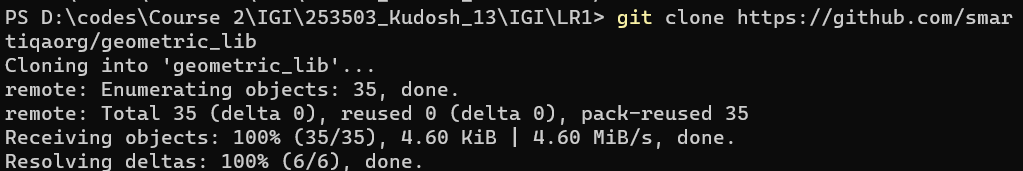 PS D:\codes\Course 2\IGI\253503_Kudosh_13\IGI\LR1> git clone https://github.com/smar
tiqaorg/geometric_lib
Cloning into 'geometric_lib'...
remote: Enumerating objects: 35, done.
remote: Total 35 (delta 0), reused 0 (delta 0), pack-reused 35
Receiving objects: 100% (35/35), 4.60 KiB | 4.60 MiB/s, done.
Resolving deltas: 100% (6/6), done.